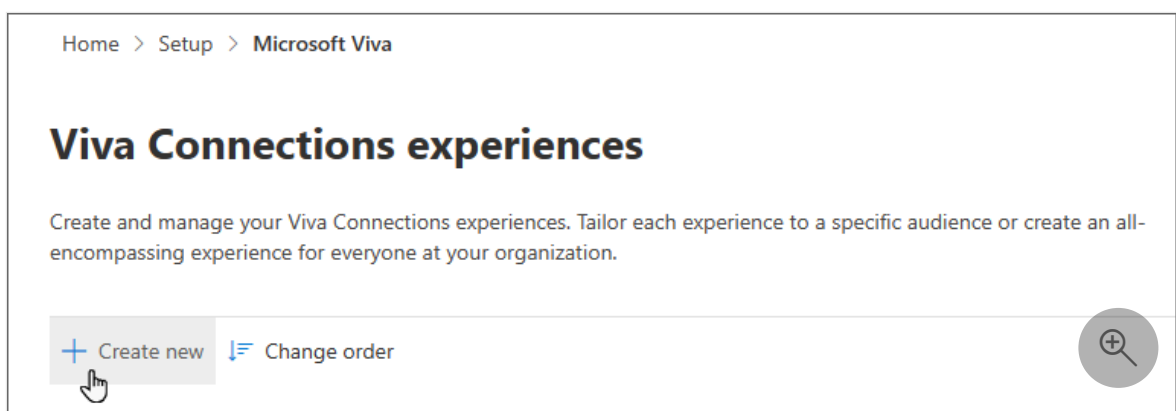 Home > Setup > Microsoft Viva
Viva Connections experiences
Create and manage your Viva Connections experiences. Tailor each experience to a specific audience or create an all-
encompassing experience for everyone at your organization.
+ Create new Change order